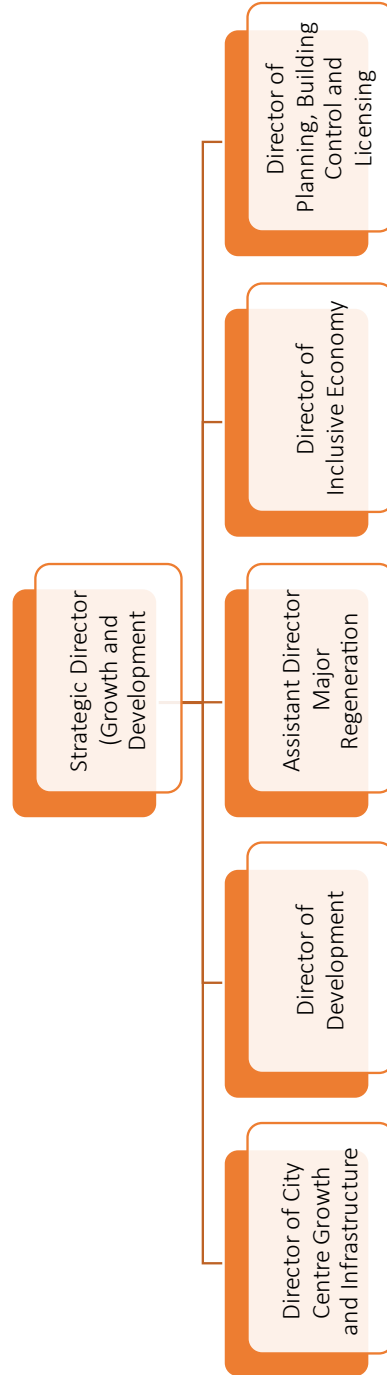 Strategic Director
(Growth and
Development
Director of City
Centre Growth
and Infrastructure
Director of
Development
Assistant Director
Major
Regeneration
Director of
Inclusive Economy
Director of
Planning, Building
Control and
Licensing